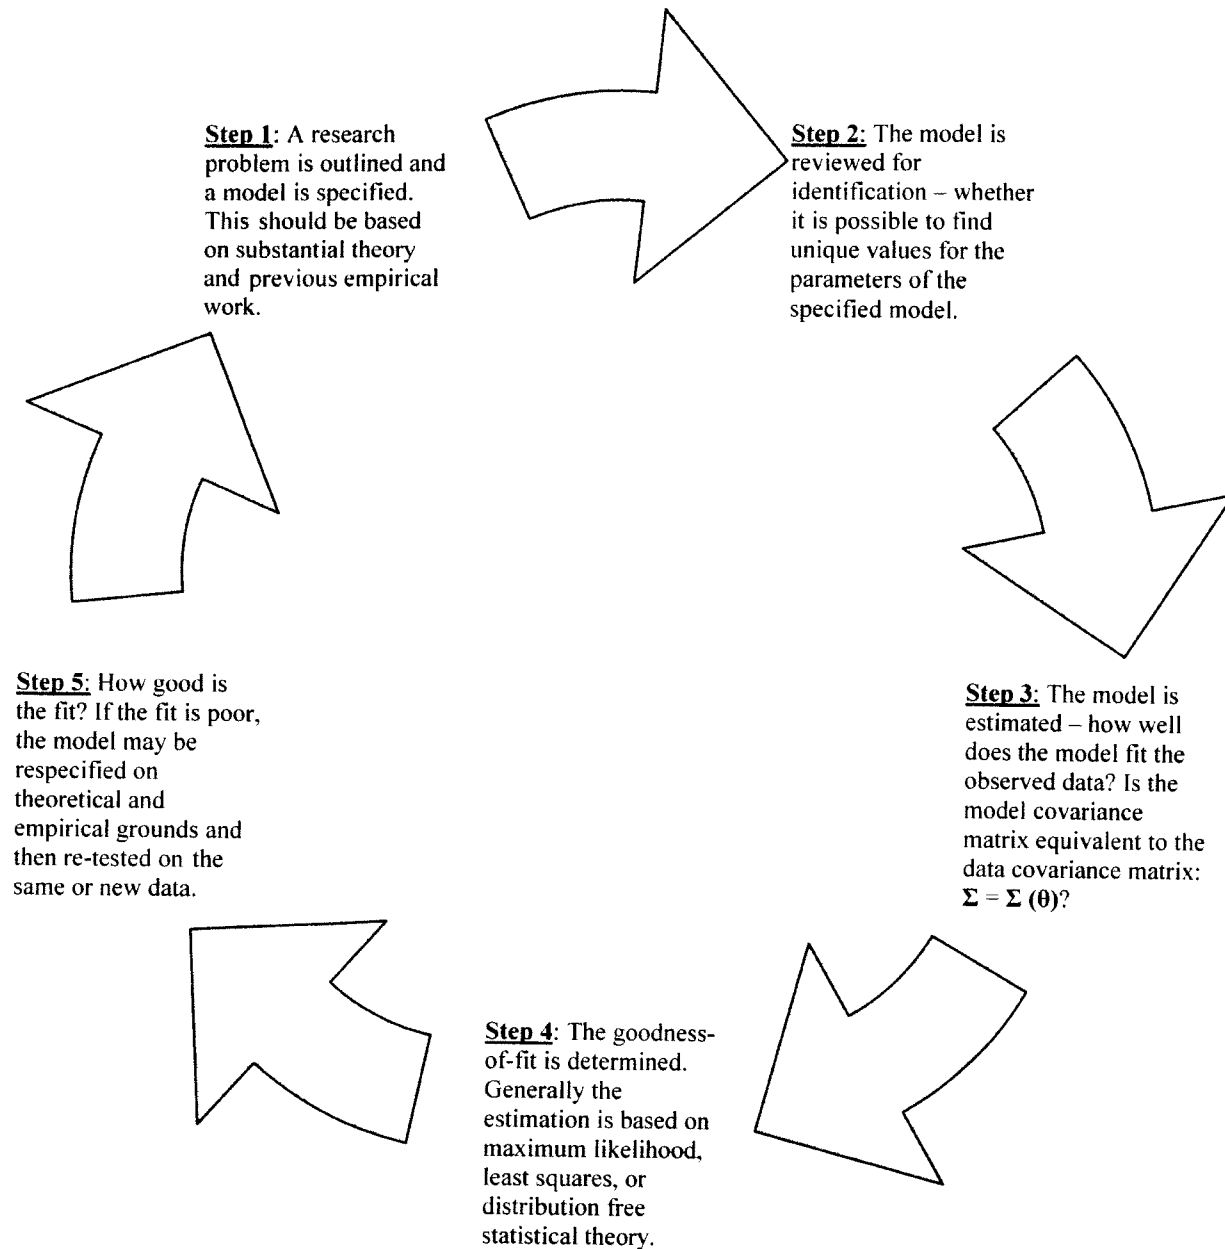 Step 1: A research
problem is outlined and
a model is specified.
This should be based
on substantial theory
and previous empirical
work.
Step 2: The model is
reviewed for
identification – whether
it is possible to find
unique values for the
parameters of the
specified model.
Step 3: The model is
estimated – how well
does the model fit the
observed data? Is the
model covariance
matrix equivalent to the
data covariance matrix:
Σ = Σ (θ)?
Step 4: The goodness-
of-fit is determined.
Generally the
estimation is based on
maximum likelihood,
least squares, or
distribution free
statistical theory.
Step 5: How good is
the fit? If the fit is poor,
the model may be
respecified on
theoretical and
empirical grounds and
then re-tested on the
same or new data.